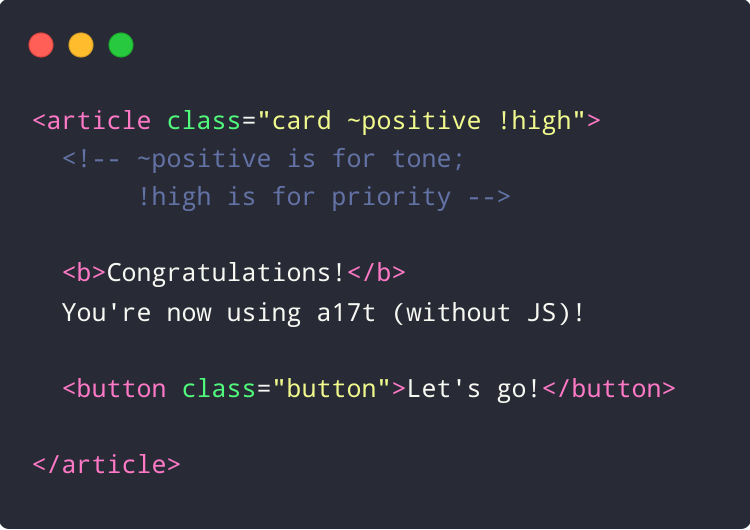 <article class="card ~positive !high">
<!-- ~positive is for tone;
!high is for priority -->
<b>Congratulations!</b>
You're now using a17t (without JS)!
<button class="button">Let's go!</button>
</article>